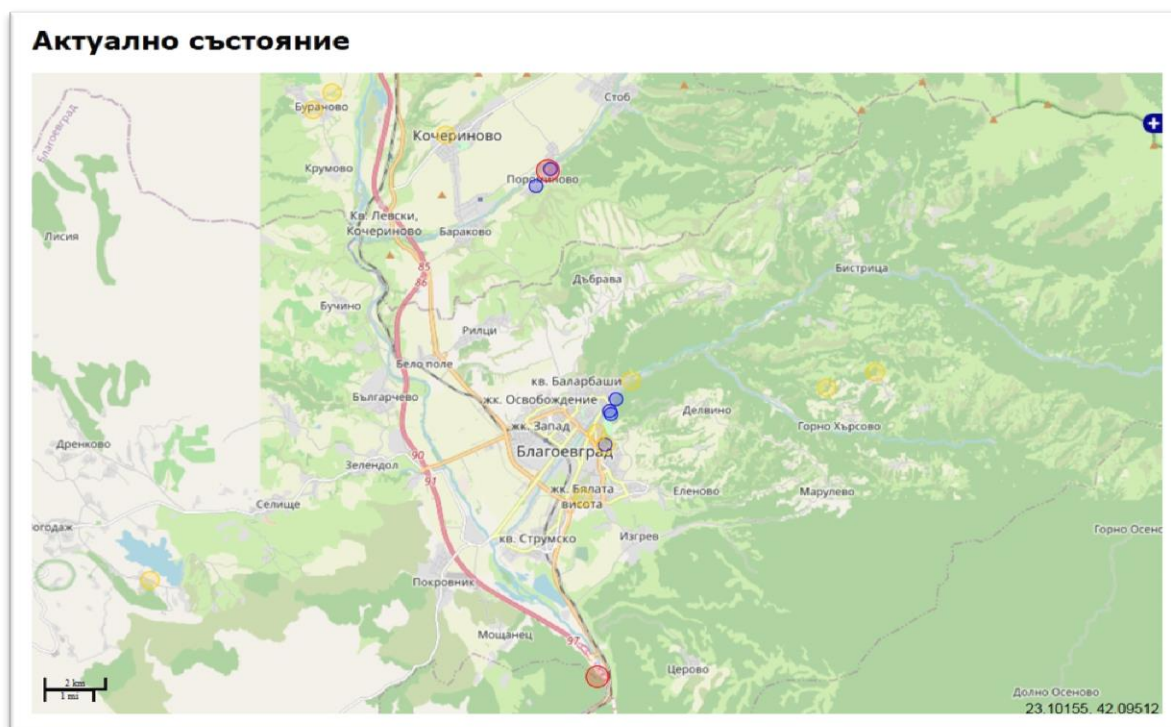 Актуално състояние
Стоб
Бураново
Кочериново
Благоевград
Крумово
Пороминово
Кв. Левски,
Кочериново
Бараково
Лисия
85
86
Бистрица
Дъбрава
Бучино
Рилци
Бело поле
кв. Баларбаши
Българчево
жк. Освобождение
Делвино
жк. Запад
Горно Хърсово
Дренково
Благоевград
90
Зелендол
91
жк. Бялата
висота
Еленово
Марулево
Селище
огодаж
кв. Струмско
Изгрев
Горно Осено
Покровник
Мощанец
97
Церово
2 km
1 mi
Долно Осеново
23.10155, 42.09512